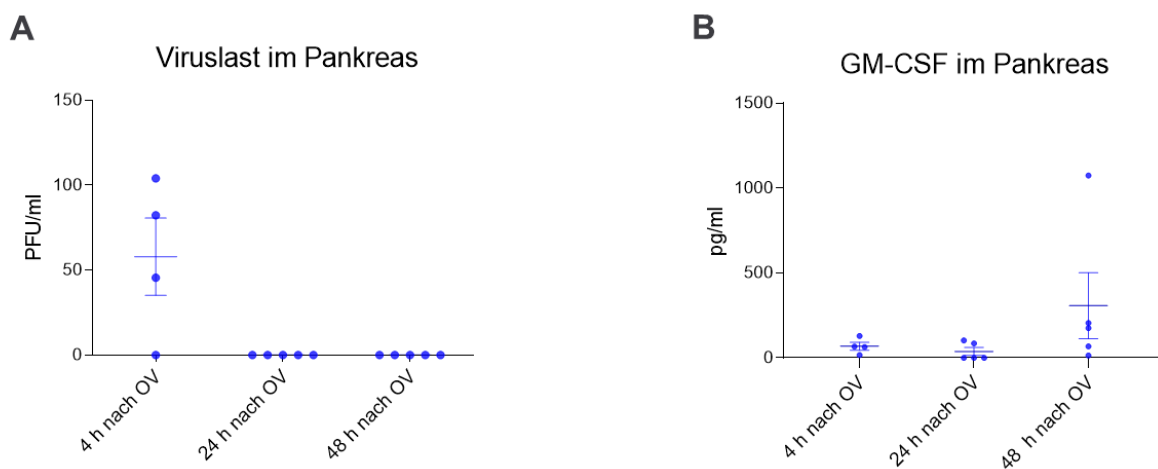 A
Viruslast im Pankreas
150
100
50
0
PFU/ml
4 h nach OV
24 h nach OV
48 h nach OV
B
GM-CSF im Pankreas
1500
1000
500
0
pg/ml
4 h nach OV
24 h nach OV
48 h nach OV